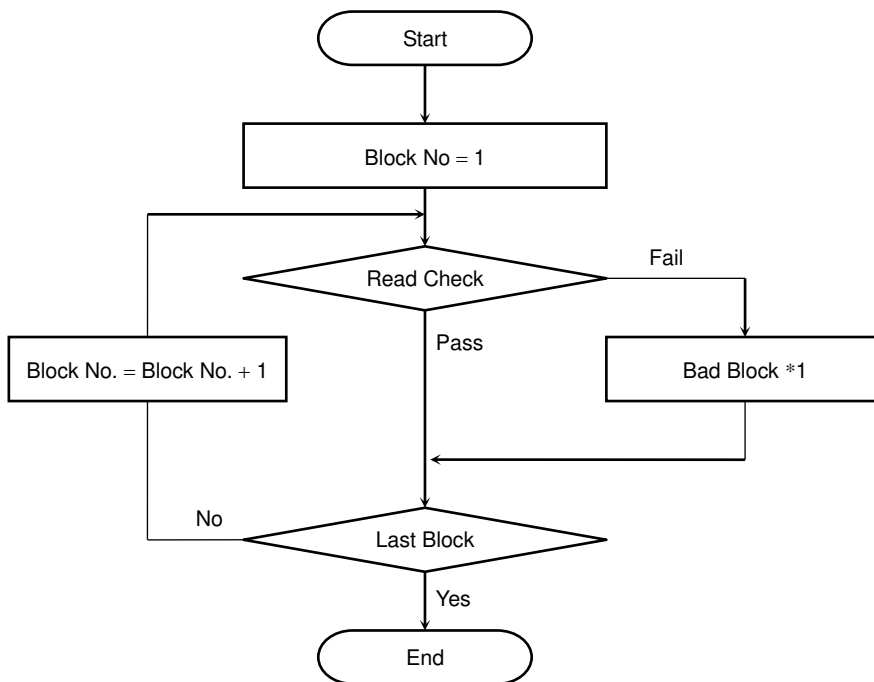 Start
Block No = 1
Read Check
Fail
Pass
Block No. = Block No. + 1
Bad Block *1
No
Last Block
Yes
End